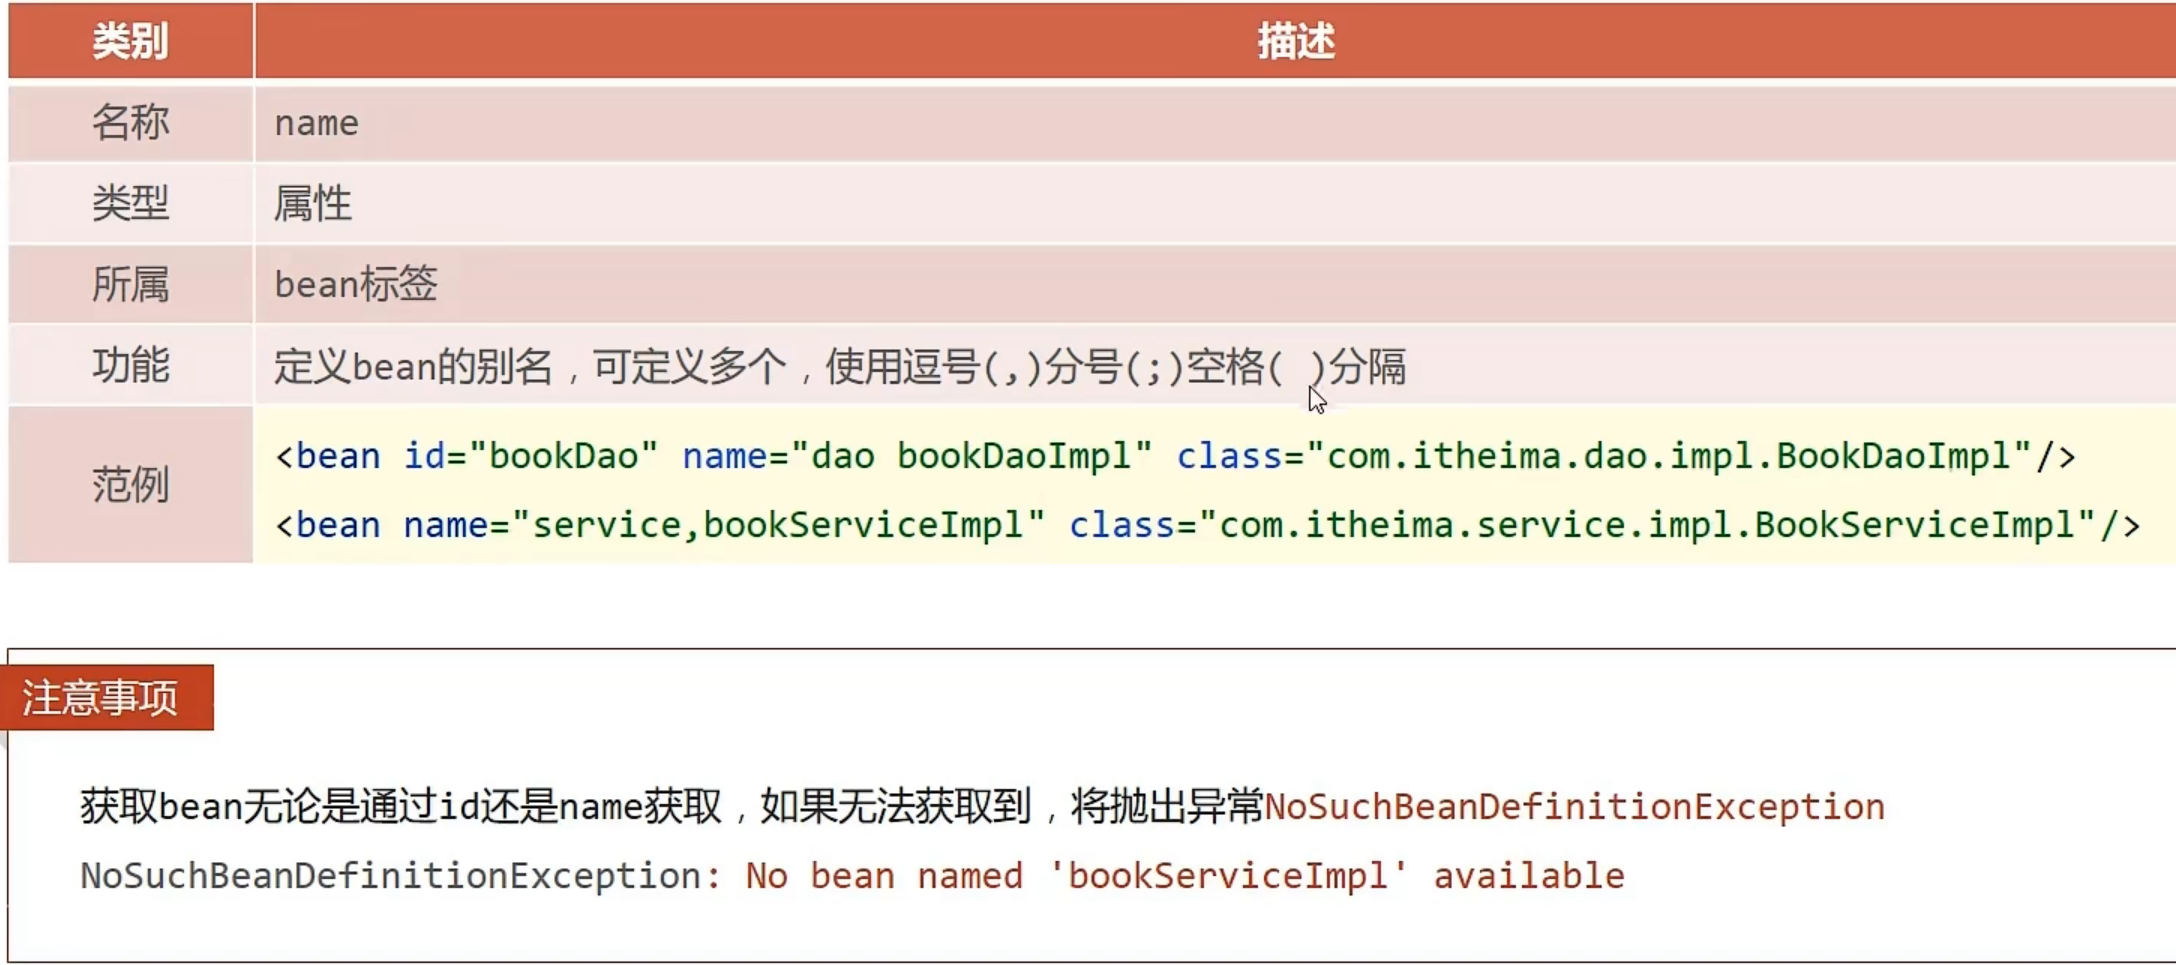 类别 描述
名称 name
类型 属性
所属 bean标签
功能 定义bean的别名，可定义多个，使用逗号(,)分号(;)空格( )分隔
范例
<bean id="bookDao" name="dao bookDaoImpl" class="com.itheima.dao.impl.BookDaoImpl"/>
<bean name="service,bookServiceImpl" class="com.itheima.service.impl.BookServiceImpl"/>
注意事项
获取bean无论是通过id还是name获取，如果无法获取到，将抛出异常NoSuchBeanDefinitionException
NoSuchBeanDefinitionException: No bean named 'bookServiceImpl' available